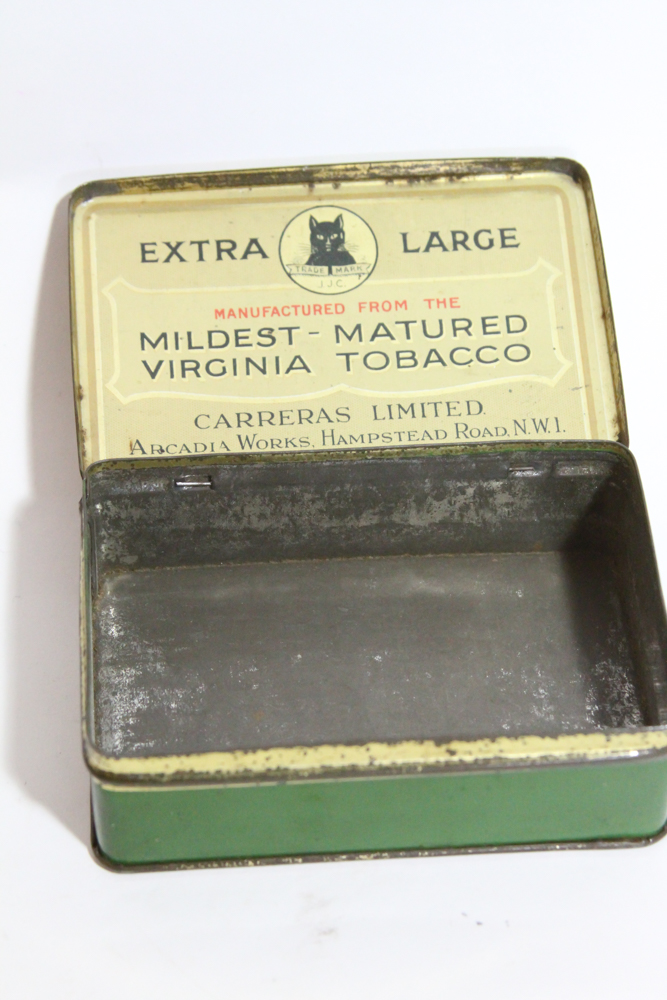 EXTRA LARGE
TRADE MARK
J.J.C.
MANUFACTURED FROM THE
MILDEST-MATURED
VIRGINIA TOBACCO
CARRERAS LIMITED.
ARCADIA WORKS, HAMPSTEAD ROAD, N.W.1.